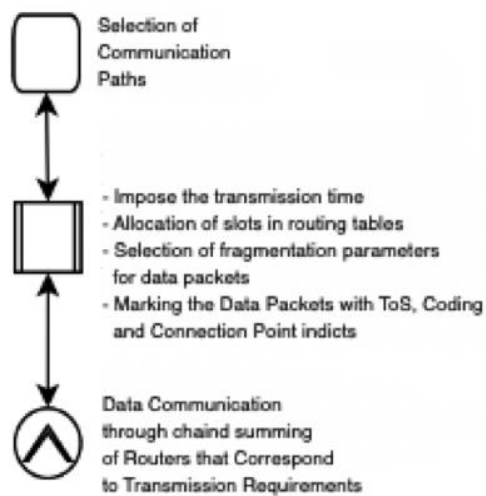 Selection of
Communication
Paths
- Impose the transmission time
- Allocation of slots in routing tables
- Selection of fragmentation parameters
for data packets
- Marking the Data Packets with ToS, Coding
and Connection Point indicts
Data Communication
through chaind summing
of Routers that Correspond
to Transmission Requirements